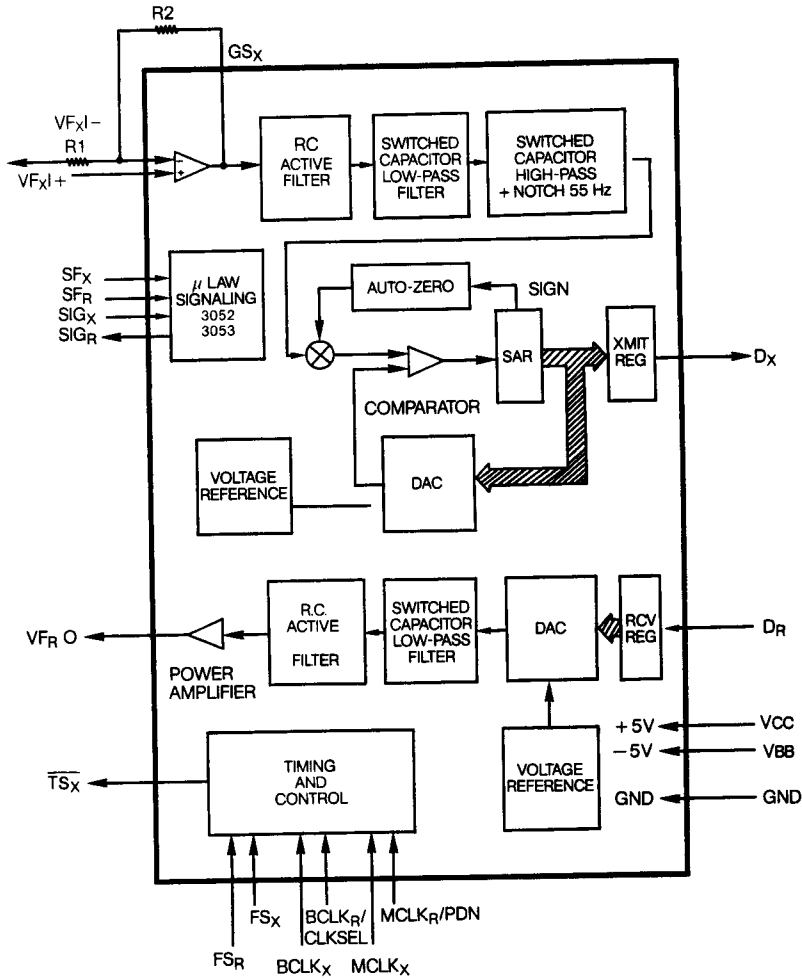 R2
GSX
VFXI−
R1
VFXI+
RC
ACTIVE
FILTER
SWITCHED
CAPACITOR
LOW-PASS
FILTER
SWITCHED
CAPACITOR
HIGH-PASS
+ NOTCH 55 Hz
SFX
SFR
SIGX
SIGR
μ LAW
SIGNALING
3052
3053
AUTO-ZERO
SIGN
SAR
XMIT
REG
DX
COMPARATOR
VOLTAGE
REFERENCE
DAC
VFR O
POWER
AMPLIFIER
R.C.
ACTIVE
FILTER
SWITCHED
CAPACITOR
LOW-PASS
FILTER
DAC
RCV
REG
DR
+5V
VCC
−5V
VBB
GND
GND
VOLTAGE
REFERENCE
TSX
TIMING
AND
CONTROL
FSR
FSX
BCLKX
BCLKR/
CLKSEL
MCLKX
MCLKR/PDN